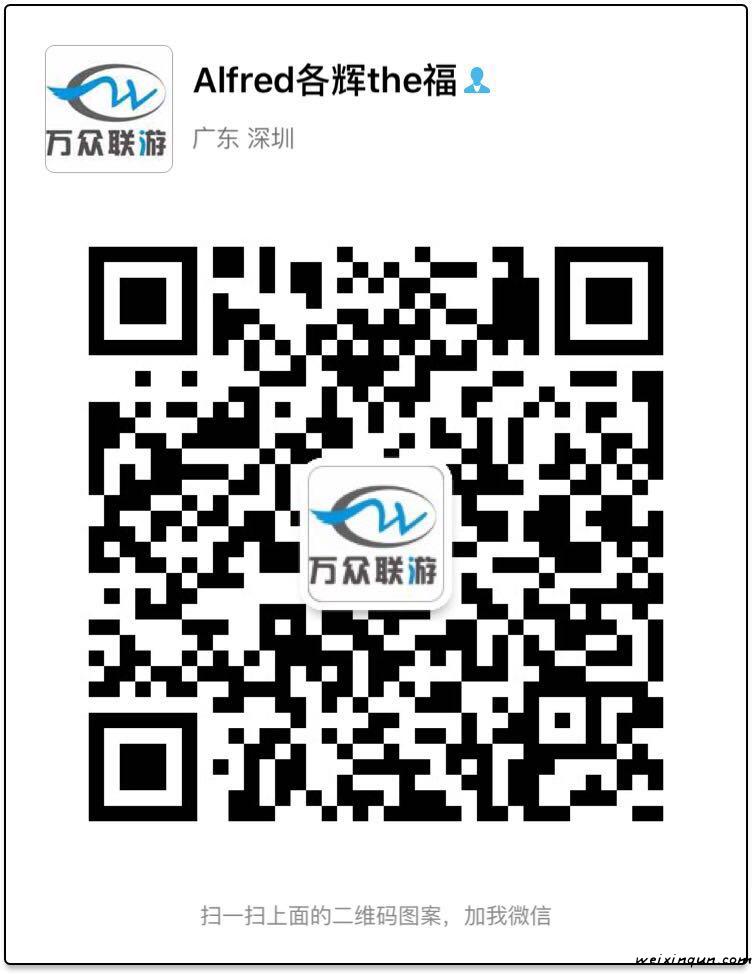 Alfred各辉the福
万众联游
广东 深圳
万众联游
扫一扫上面的二维码图案，加我微信
weixinqun.com